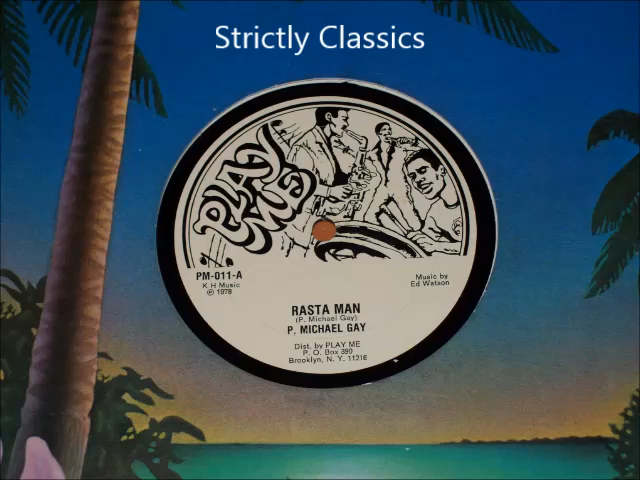 Strictly Classics
PLAY
ME
PM-011-A
K H Music
℗ 1978
Music by
Ed Watson
RASTA MAN
(P. Michael Gay)
P. MICHAEL GAY
Dist. by PLAY ME
P. O. Box 390
Brooklyn, N. Y. 11216